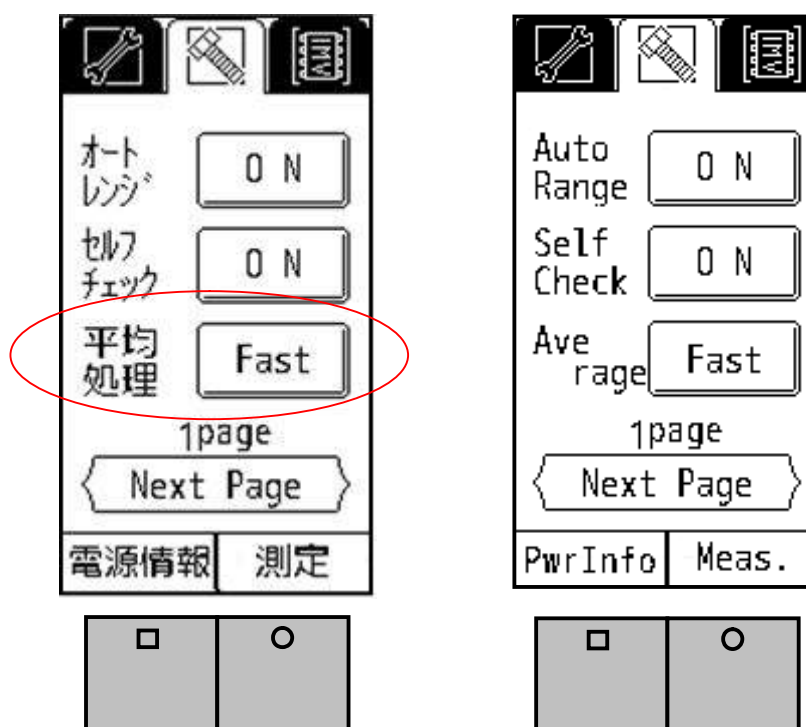 IMV
オート
レンジ
ON
セルフ
チェック
ON
平均
処理
Fast
1page
Next Page
電源情報
測定
IMV
Auto
Range
ON
Self
Check
ON
Ave
rage
Fast
1page
Next Page
PwrInfo
Meas.